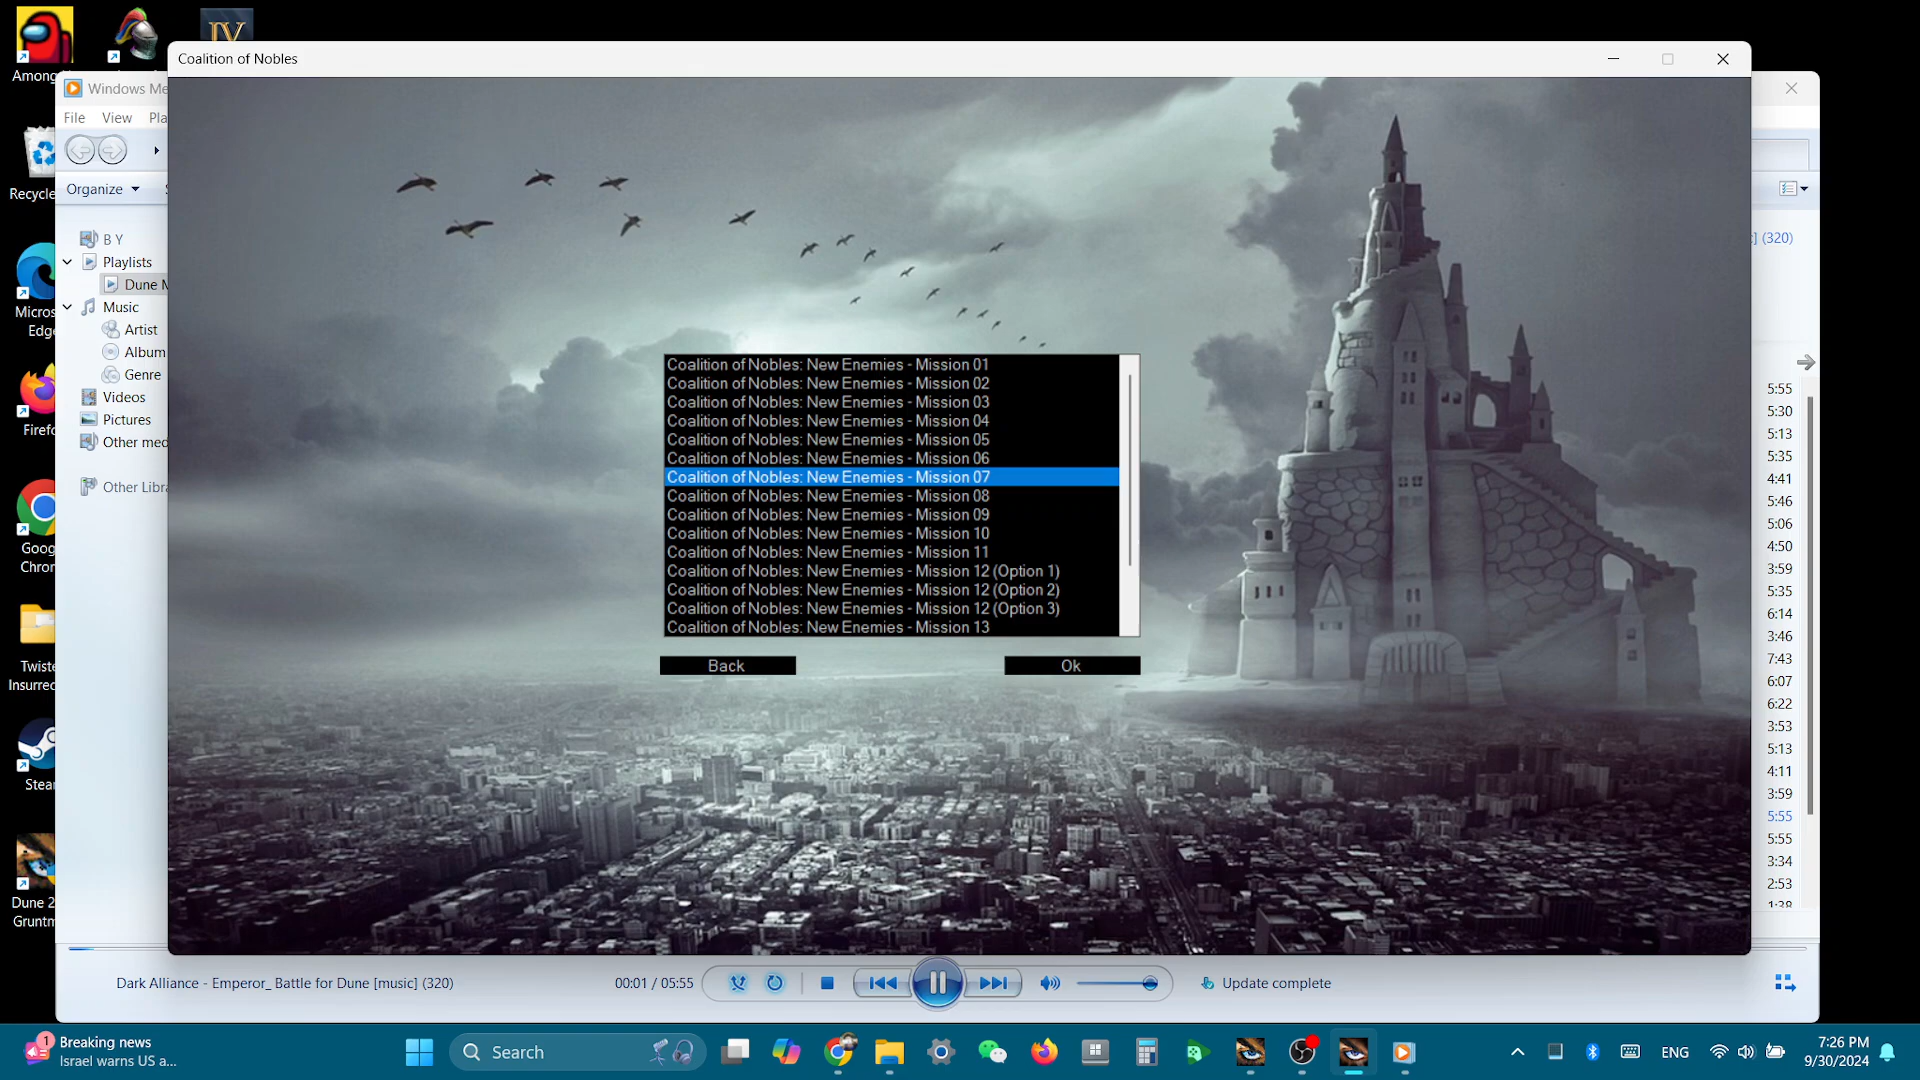 IV
Among
Recycle
Micros
Edge
Firefo
Goog
Chron
Twiste
Insurrec
Stea
Dune 2
Gruntm
Windows Me
File View Pla
Organize
B Y
Playlists
Dune M
Music
Artist
Album
Genre
Videos
Pictures
Other med
Other Libra
Coalition of Nobles
Coalition of Nobles: New Enemies - Mission 01
Coalition of Nobles: New Enemies - Mission 02
Coalition of Nobles: New Enemies - Mission 03
Coalition of Nobles: New Enemies - Mission 04
Coalition of Nobles: New Enemies - Mission 05
Coalition of Nobles: New Enemies - Mission 06
Coalition of Nobles: New Enemies - Mission 07
Coalition of Nobles: New Enemies - Mission 08
Coalition of Nobles: New Enemies - Mission 09
Coalition of Nobles: New Enemies - Mission 10
Coalition of Nobles: New Enemies - Mission 11
Coalition of Nobles: New Enemies - Mission 12 (Option 1)
Coalition of Nobles: New Enemies - Mission 12 (Option 2)
Coalition of Nobles: New Enemies - Mission 12 (Option 3)
Coalition of Nobles: New Enemies - Mission 13
Back Ok
] (320)
5:55
5:30
5:13
5:35
4:41
5:46
5:06
4:50
3:59
5:35
6:14
3:46
7:43
6:07
6:22
3:53
5:13
4:11
3:59
5:55
5:55
3:34
2:53
1:38
Dark Alliance - Emperor_ Battle for Dune [music] (320) 00:01 / 05:55 Update complete
1 Breaking news
Israel warns US a...
Search
ENG
7:26 PM
9/30/2024